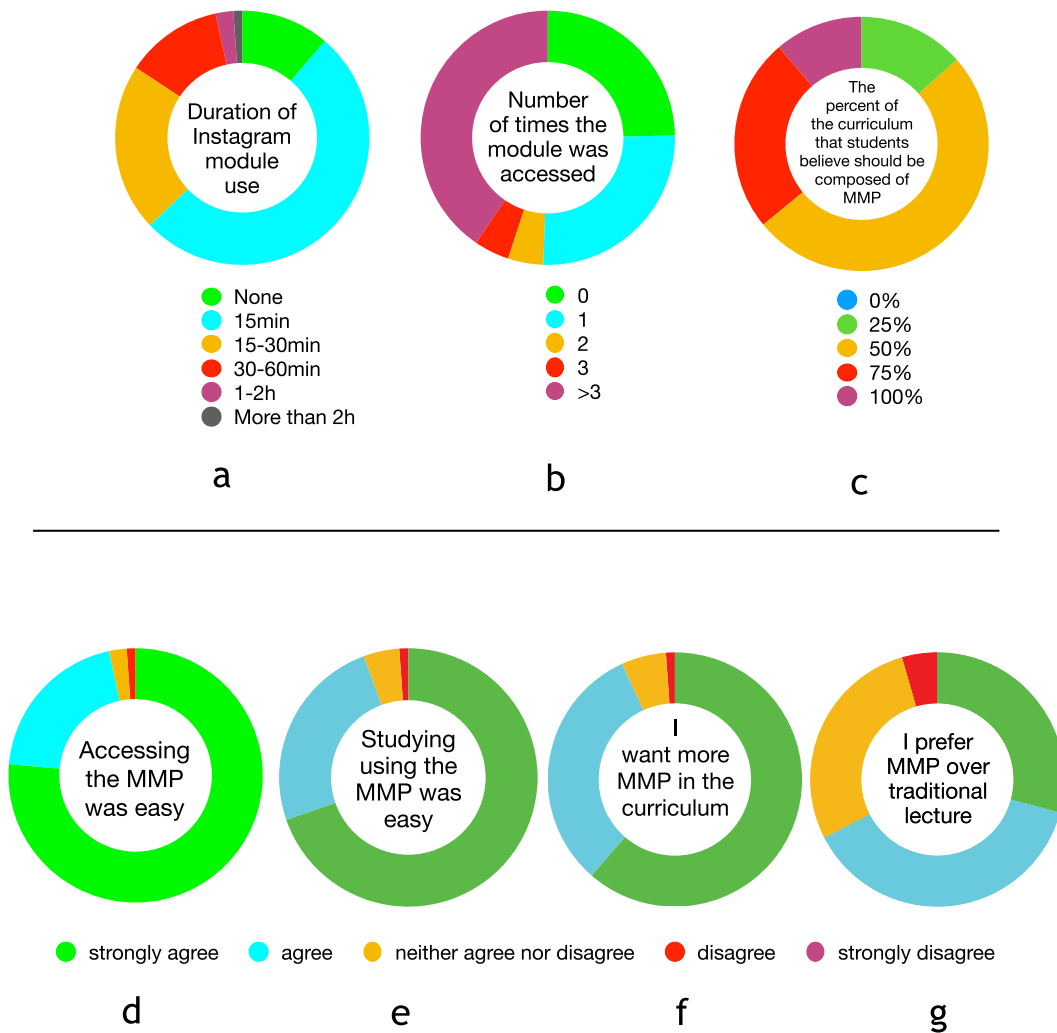 Duration of
Instagram
module
use
Number
of times the
module was
accessed
The
percent of
the curriculum
that students
believe should be
composed of
MMP
None
15min
15-30min
30-60min
1-2h
More than 2h
0
1
2
3
>3
0%
25%
50%
75%
100%
a
b
c
Accessing
the MMP
was easy
Studying
using the
MMP was
easy
I
want more
MMP in the
curriculum
I prefer
MMP over
traditional
lecture
strongly agree
agree
neither agree nor disagree
disagree
strongly disagree
d
e
f
g